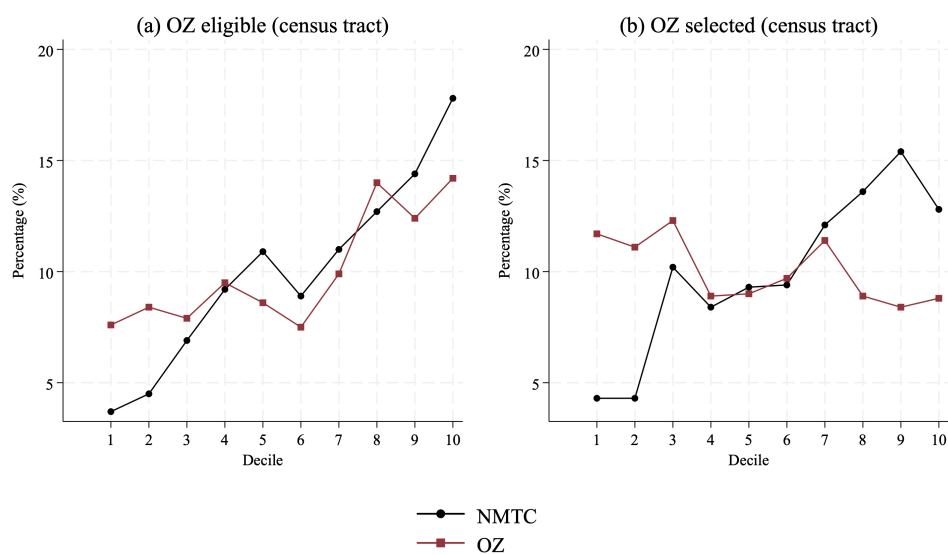 (a) OZ eligible (census tract)
20
15
10
5
Percentage (%)
1 2 3 4 5 6 7 8 9 10
Decile
(b) OZ selected (census tract)
20
15
10
5
Percentage (%)
1 2 3 4 5 6 7 8 9 10
Decile
NMTC
OZ